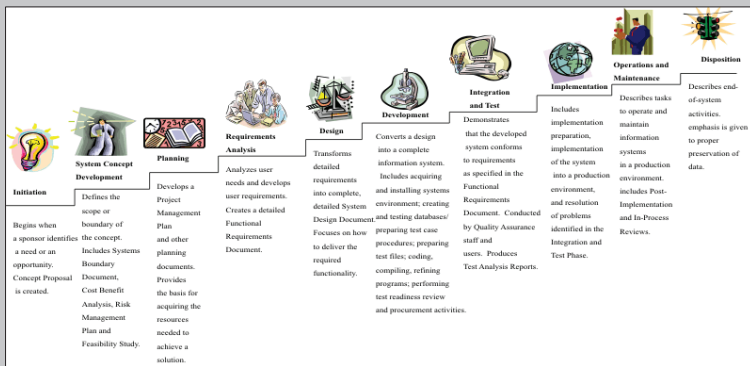 Initiation
Begins when
a sponsor identifies
a need or an
opportunity.
Concept Proposal
is created.
System Concept
Development
Defines the
scope or
boundary of
the concept.
Includes Systems
Boundary
Document,
Cost Benefit
Analysis, Risk
Management
Plan and
Feasibility Study.
Planning
Develops a
Project
Management
Plan
and other
planning
documents.
Provides
the basis for
acquiring the
resources
needed to
achieve a
solution.
Requirements
Analysis
Analyzes user
needs and develops
user requirements.
Creates a detailed
Functional
Requirements
Document.
Design
Transforms
detailed
requirements
into complete,
detailed System
Design Document.
Focuses on how
to deliver the
required
functionality.
Development
Converts a design
into a complete
information system.
Includes acquiring
and installing systems
environment; creating
and testing databases/
preparing test case
procedures; preparing
test files; coding,
compiling, refining
programs; performing
test readiness review
and procurement activities.
Integration
and Test
Demonstrates
that the developed
system conforms
to requirements
as specified in the
Functional
Requirements
Document. Conducted
by Quality Assurance
staff and
users. Produces
Test Analysis Reports.
Implementation
Includes
implementation
preparation,
implementation
of the system
into a production
environment,
and resolution
of problems
identified in the
Integration and
Test Phase.
Operations and
Maintenance
Describes tasks
to operate and
maintain
information
systems
in a production
environment.
includes Post-
Implementation
and In-Process
Reviews.
Disposition
Describes end-
of-system
activities.
emphasis is given
to proper
preservation of
data.